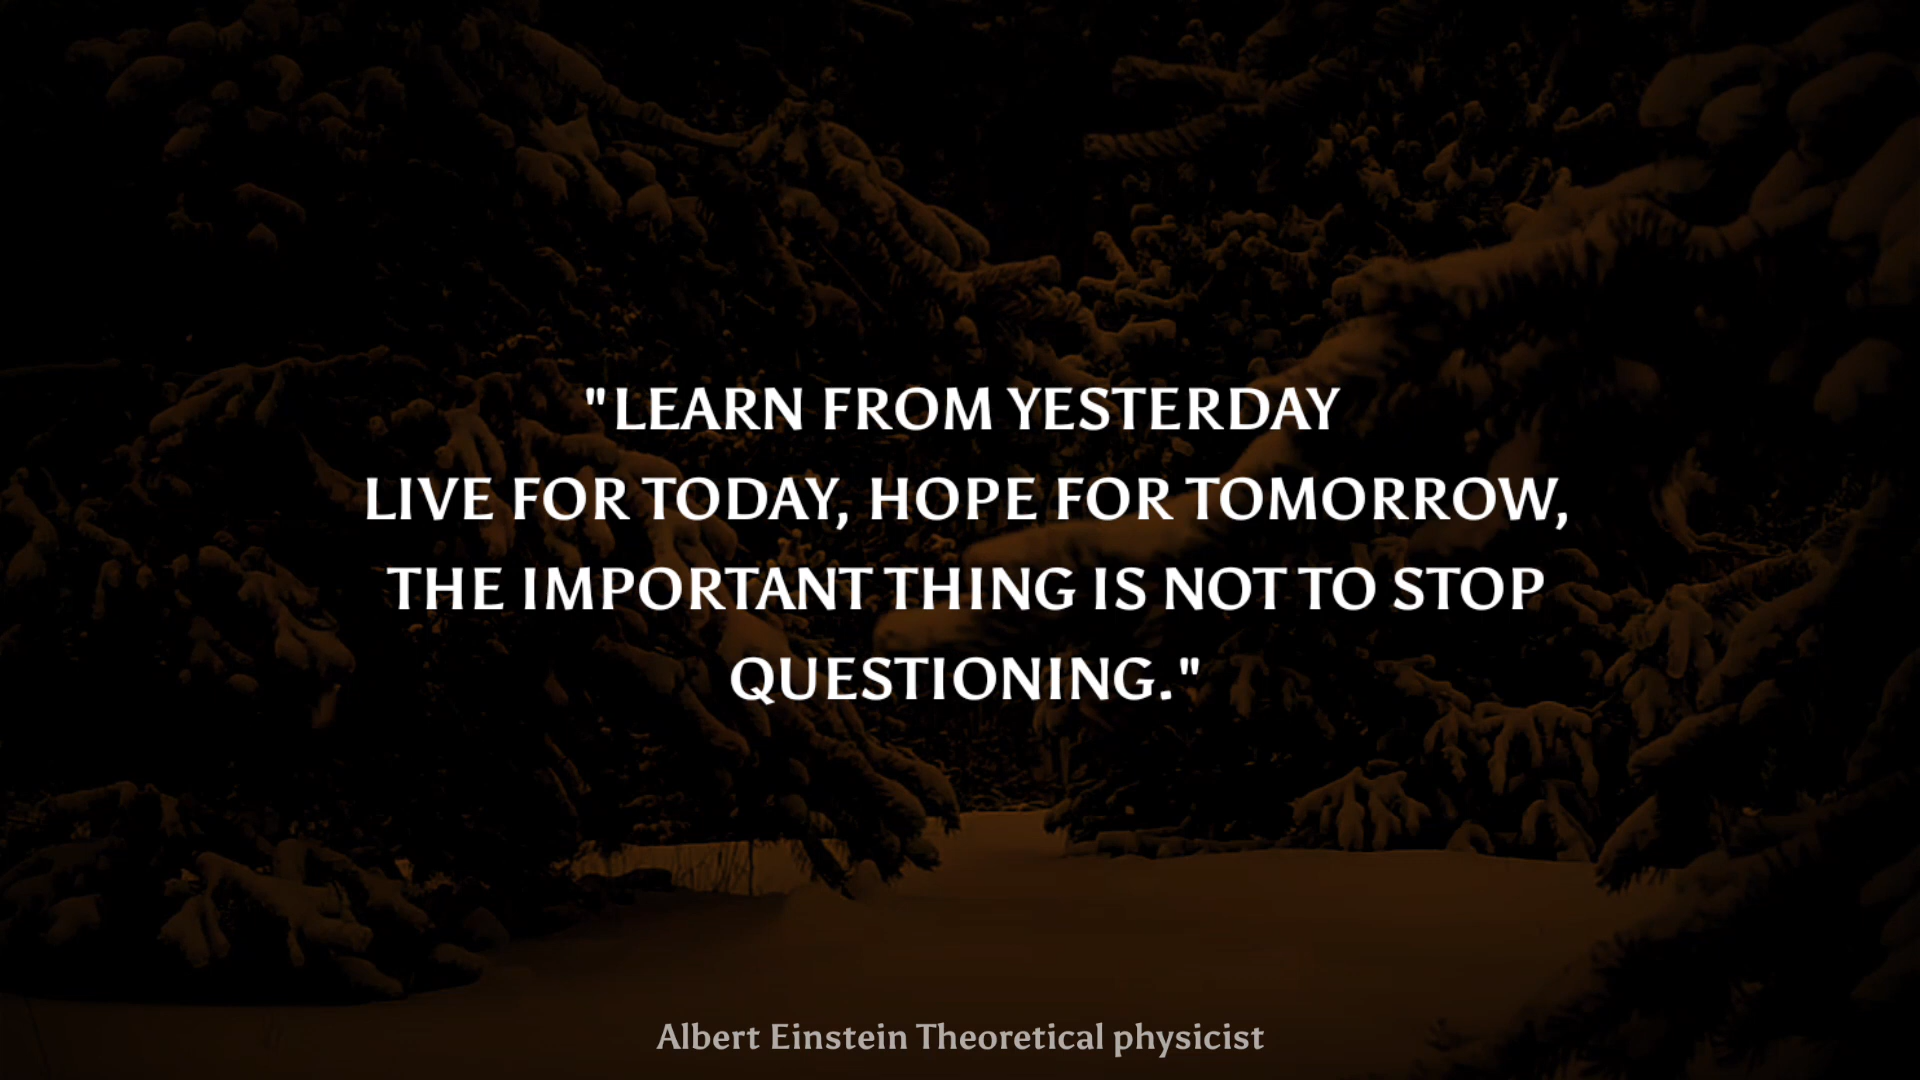 "LEARN FROM YESTERDAY
LIVE FOR TODAY, HOPE FOR TOMORROW,
THE IMPORTANT THING IS NOT TO STOP
QUESTIONING."
Albert Einstein Theoretical physicist